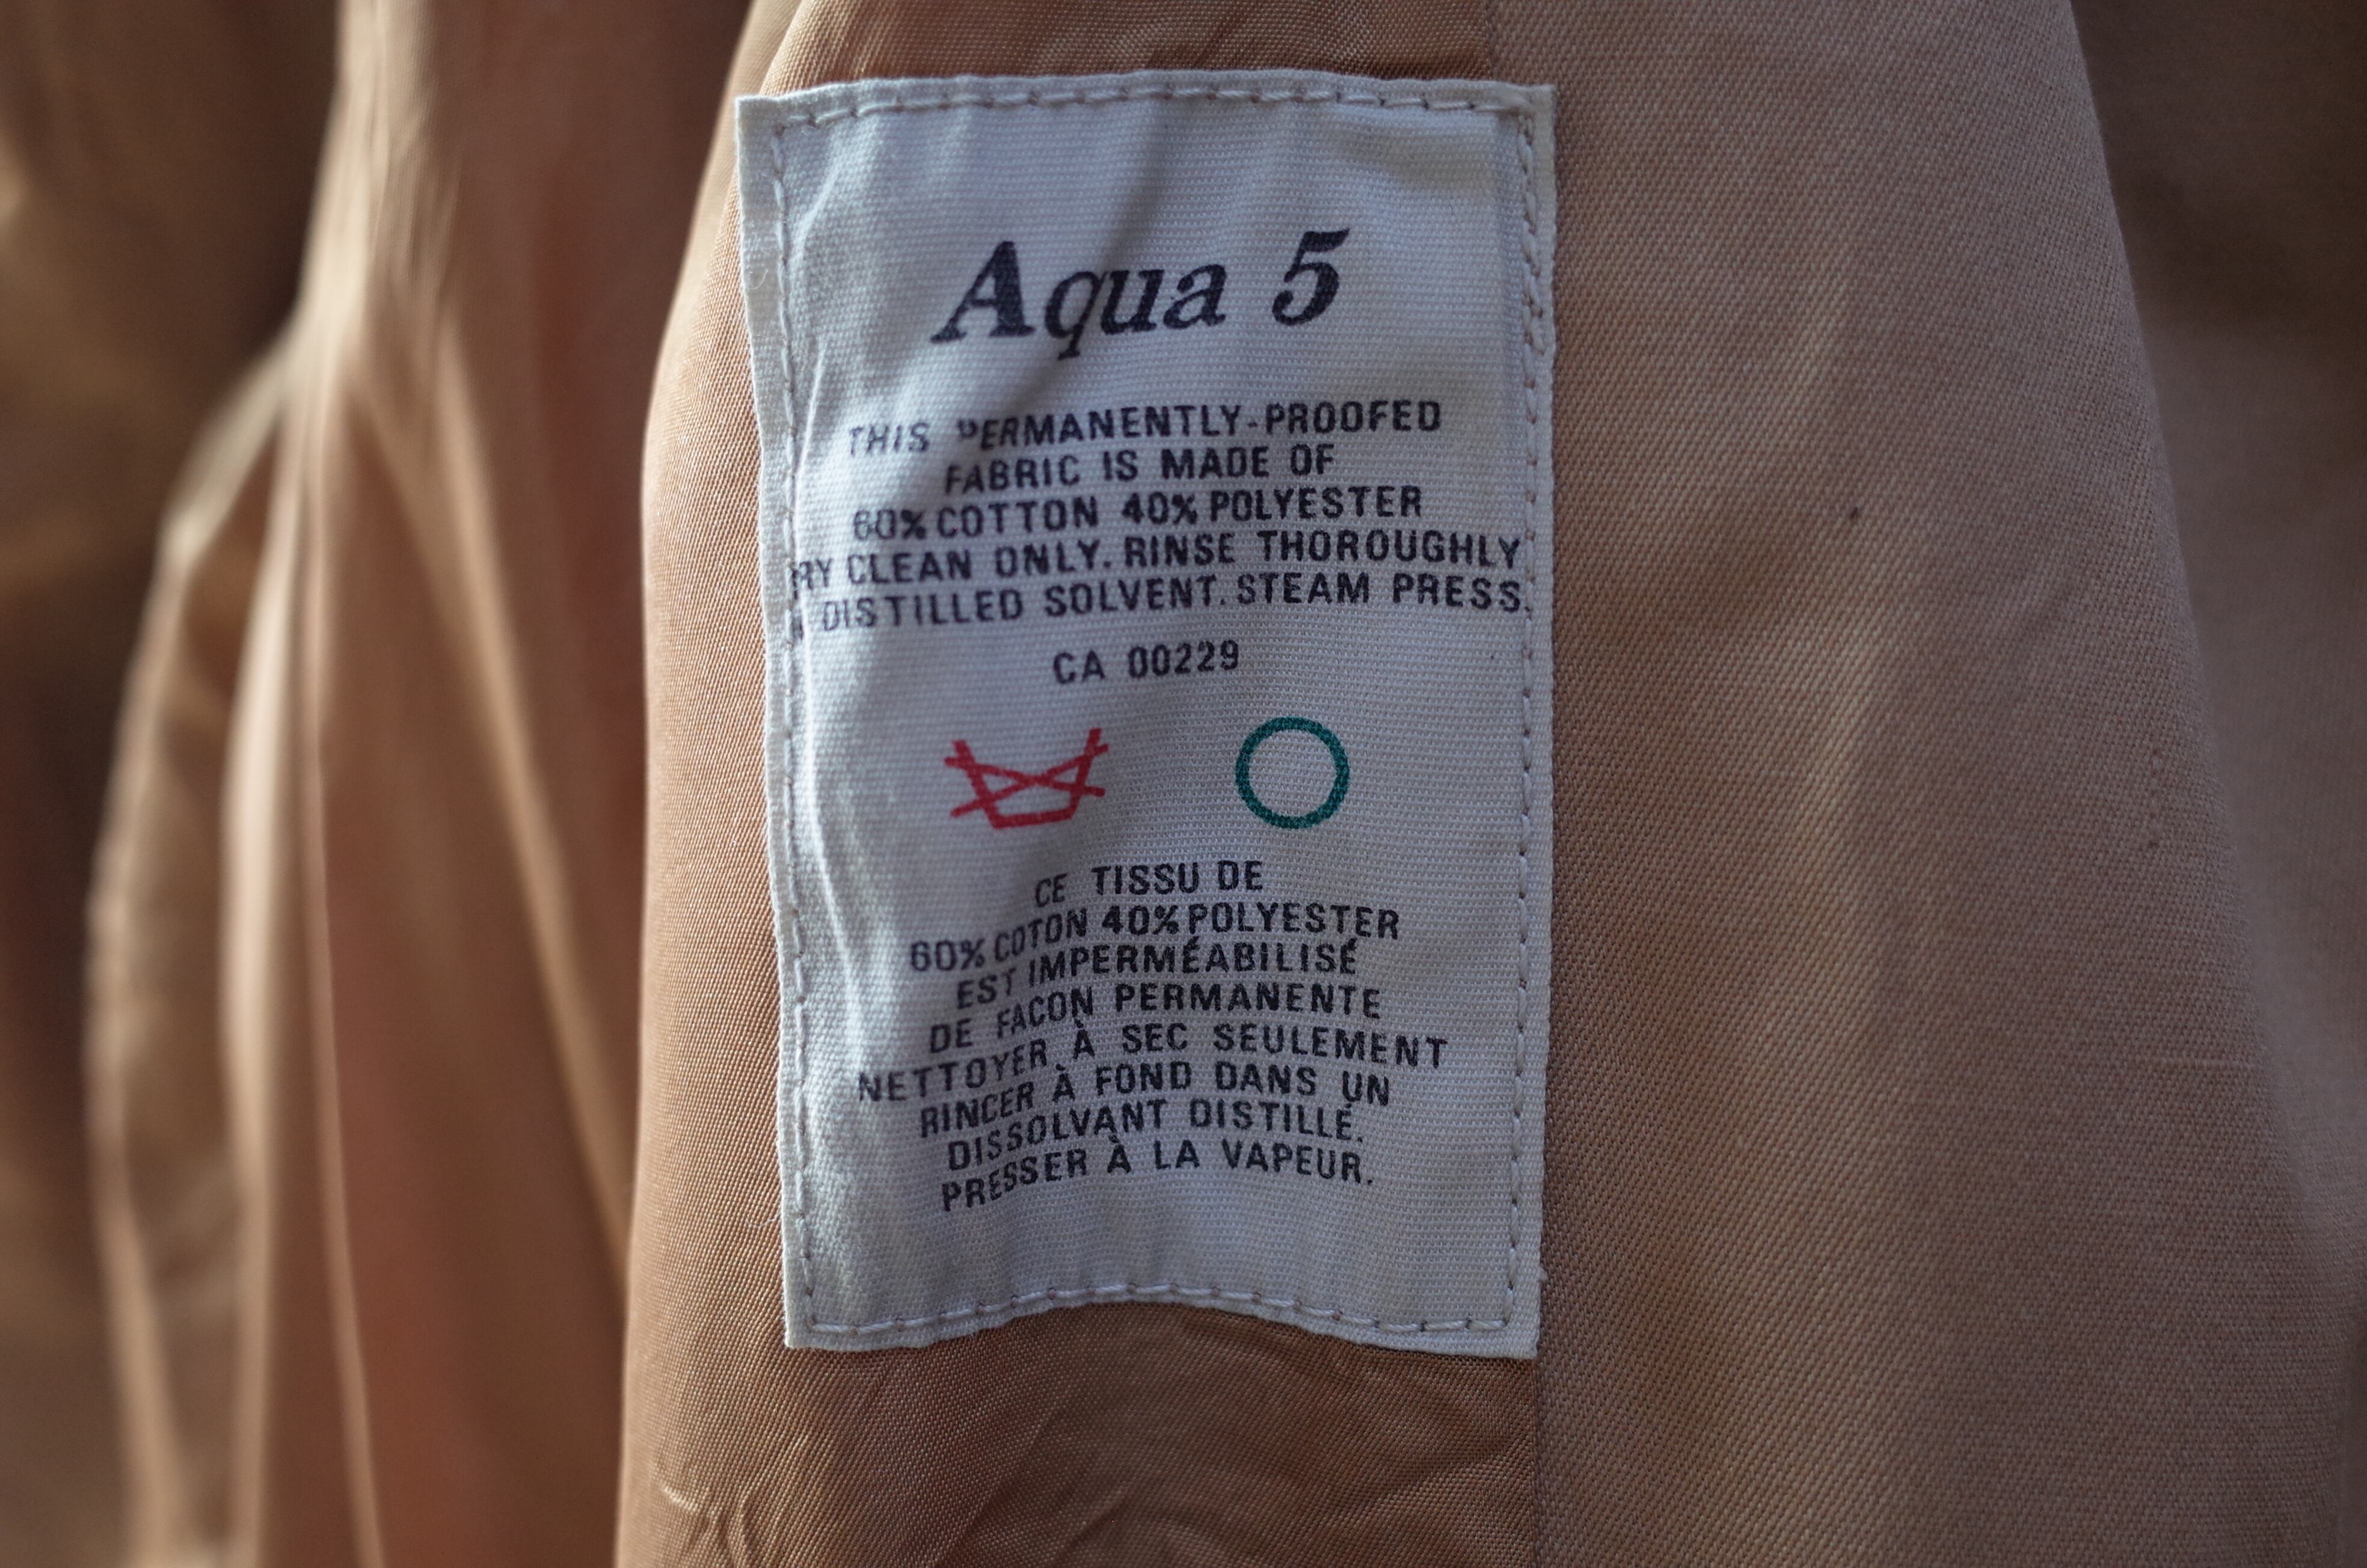 Aqua 5
THIS PERMANENTLY-PROOFED
FABRIC IS MADE OF
60% COTTON 40% POLYESTER
RY CLEAN ONLY. RINSE THOROUGHLY
DISTILLED SOLVENT. STEAM PRESS.
CA 00229
CE TISSU DE
60% COTON 40% POLYESTER
EST IMPERMÉABILISÉ
DE FACON PERMANENTE
NETTOYER À SEC SEULEMENT
RINCER À FOND DANS UN
DISSOLVANT DISTILLÉ.
PRESSER À LA VAPEUR.